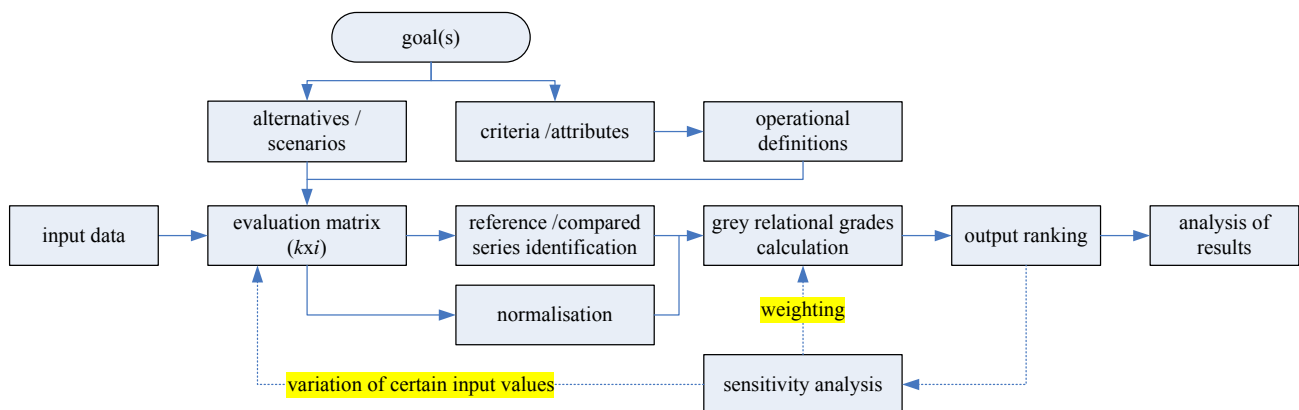 goal(s)
alternatives /
scenarios
criteria /attributes
operational
definitions
input data
evaluation matrix
(kxi)
reference /compared
series identification
grey relational grades
calculation
output ranking
analysis of
results
normalisation
weighting
variation of certain input values
sensitivity analysis